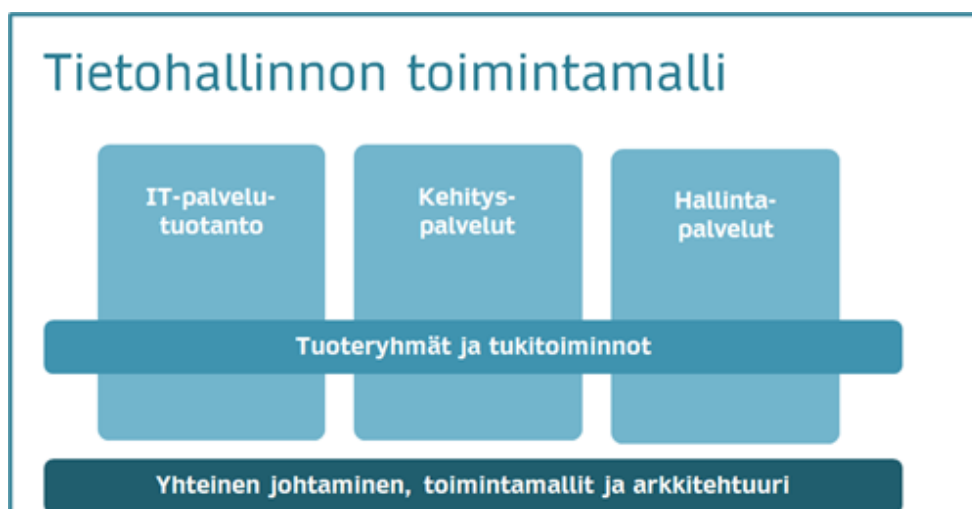 Tietohallinnon toimintamalli
IT-palvelu-
tuotanto
Kehitys-
palvelut
Hallinta-
palvelut
Tuoteryhmät ja tukitoiminnot
Yhteinen johtaminen, toimintamallit ja arkkitehtuuri